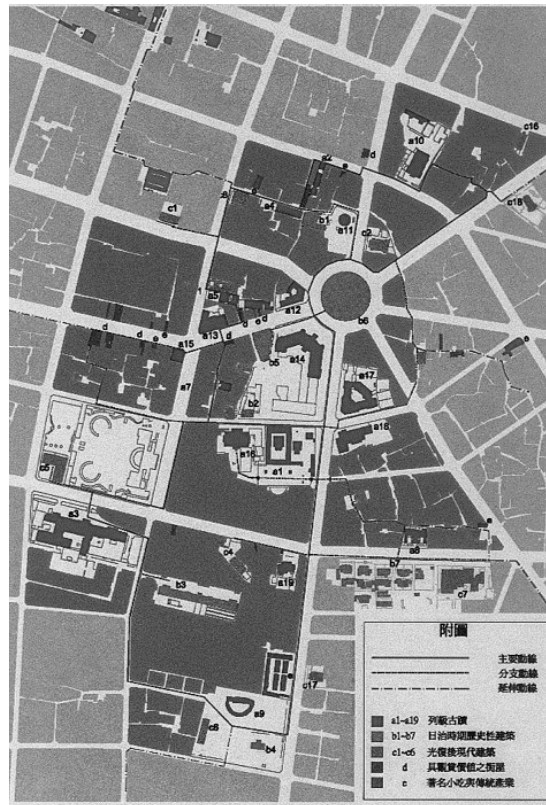 c16
a10
a2
e
d
d
c1
a4
b1
a11
c2
c18
a5
a12
d
e
d
b6
d
d
e
e
a13
d
a15
b5
a14
a7
a17
b2
a18
a16
a1
c5
a3
c4
b3
a19
b7
c7
c17
a9
c8
b4
附圖
主要動線
分支動線
延伸動線
a1~a19 列級古蹟
b1~b7 日治時期歷史性建築
c1~c6 光復後現代建築
d 具觀賞價值之街屋
e 著名小吃與傳統產業